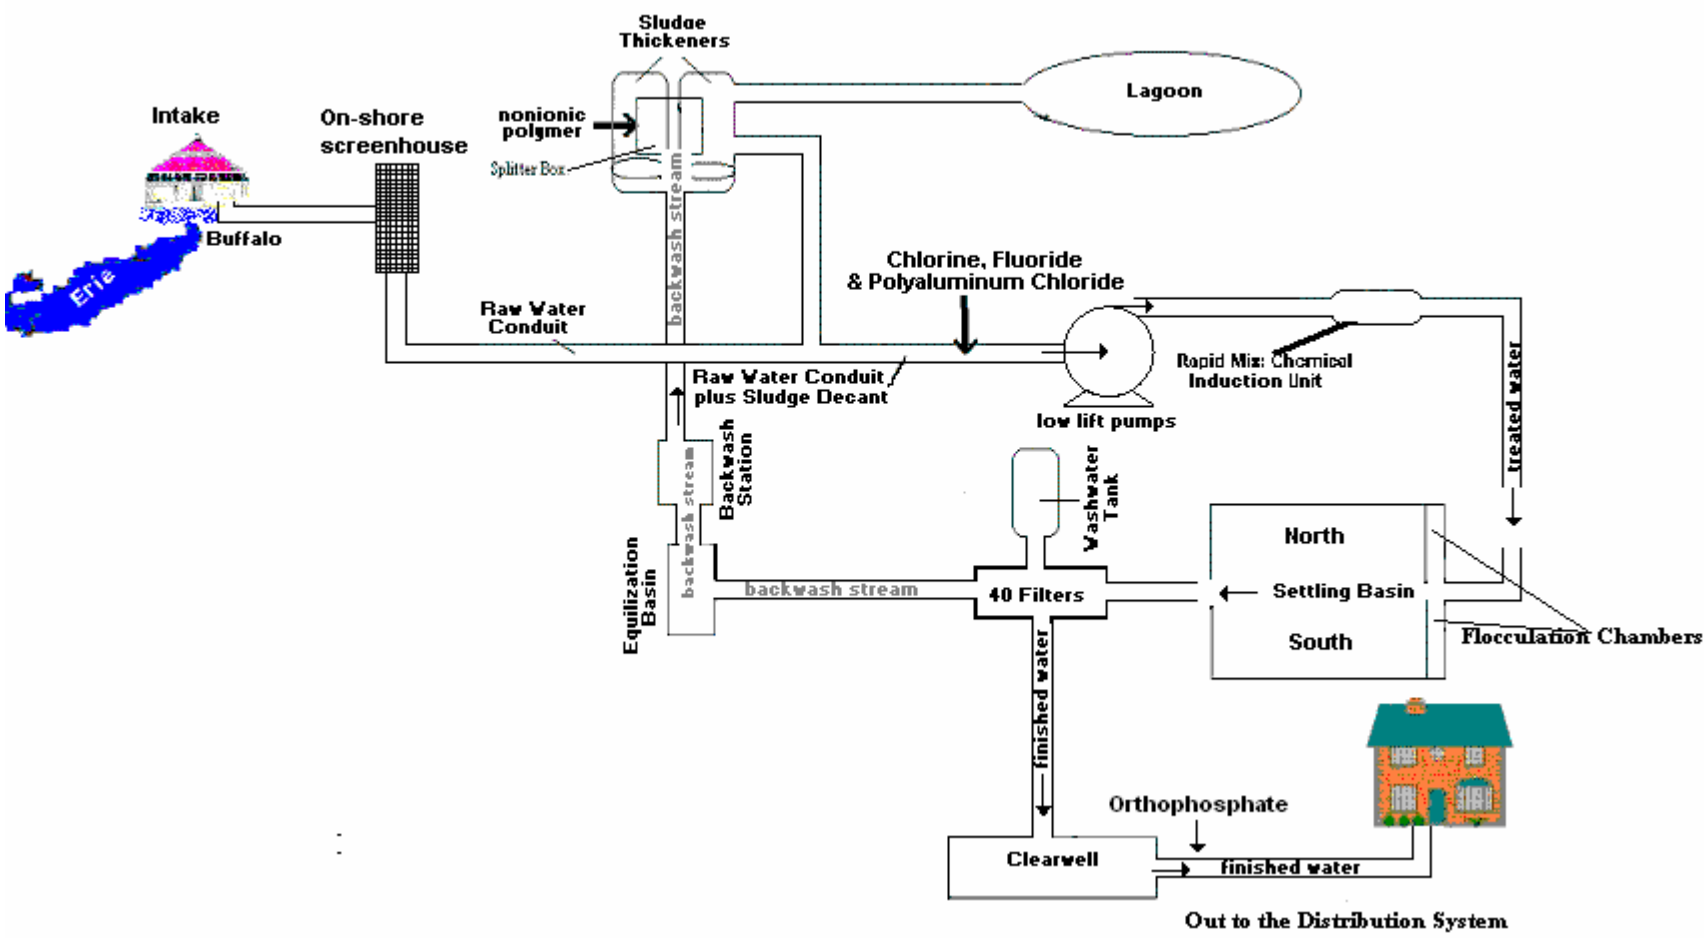 Sludge
Thickeners
Lagoon
Intake
On-shore
screenhouse
nonionic
polymer
Splitter Box
backwash stream
Buffalo
Erie
Chlorine, Fluoride
& Polyaluminum Chloride
Raw Water
Conduit
Rapid Mix: Chemical
Induction Unit
treated water
Raw Water Conduit
plus Sludge Decant
low lift pumps
Backwash
Station
backwash stream
Washwater
Tank
North
Equilization
Basin
backwash stream
40 Filters
Settling Basin
South
Flocculation Chambers
finished water
Orthophosphate
Clearwell
finished water
Out to the Distribution System